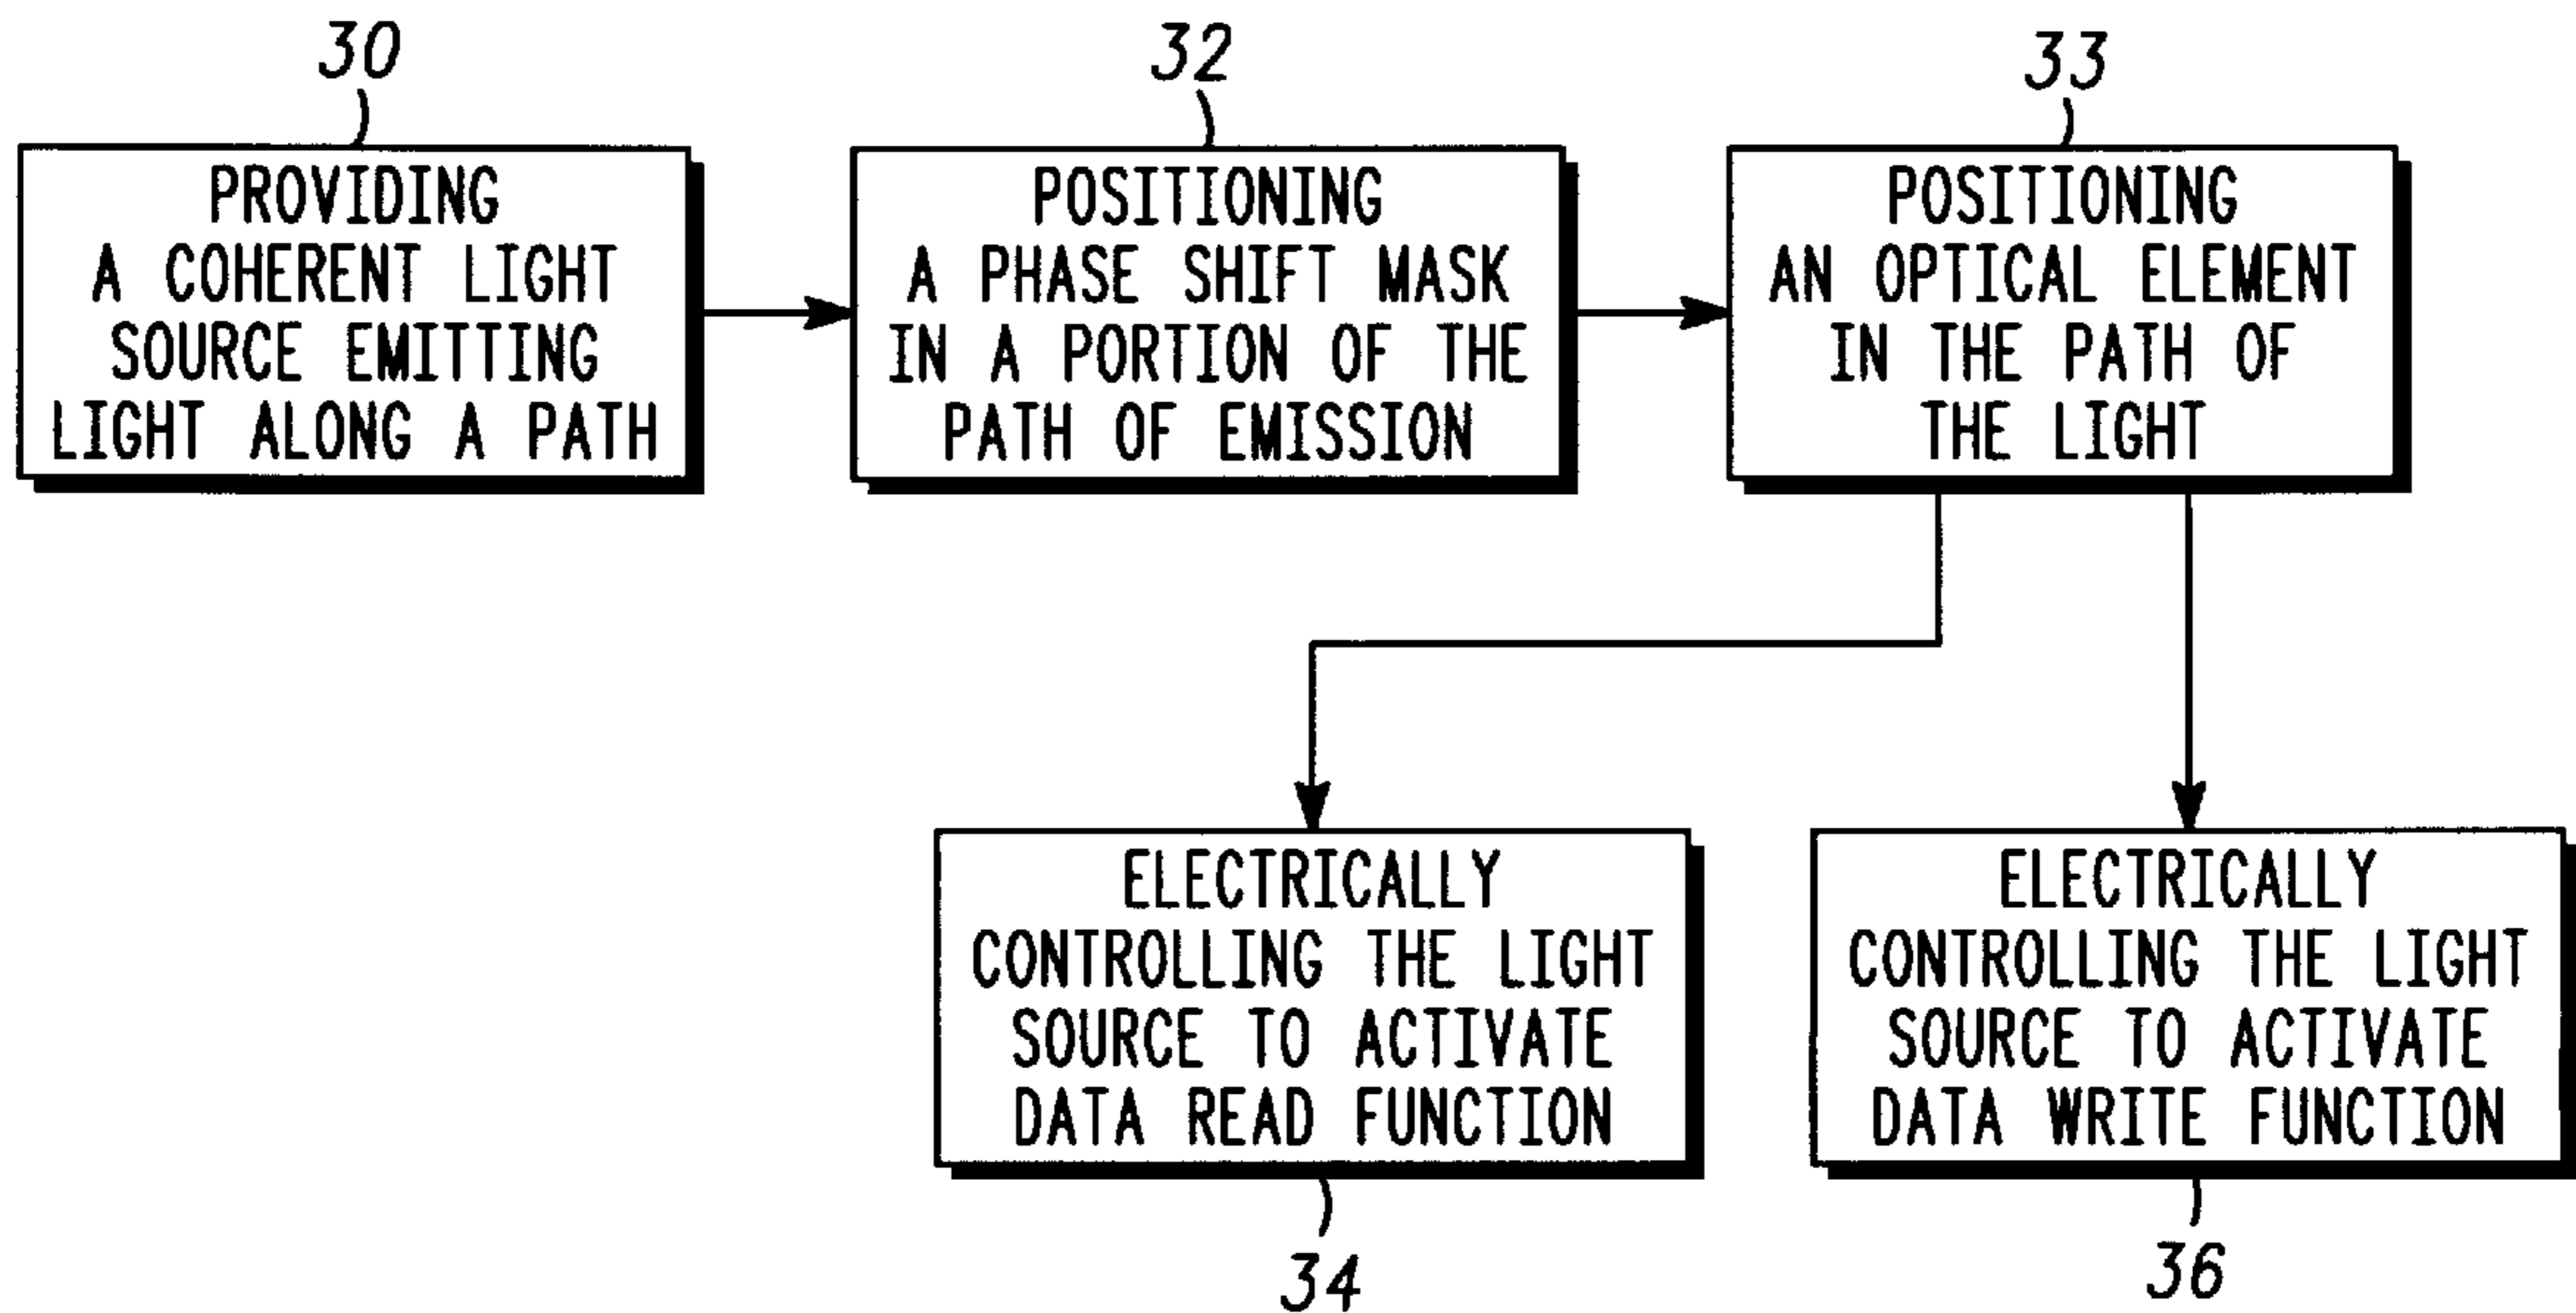 30
PROVIDING
A COHERENT LIGHT
SOURCE EMITTING
LIGHT ALONG A PATH
32
POSITIONING
A PHASE SHIFT MASK
IN A PORTION OF THE
PATH OF EMISSION
33
POSITIONING
AN OPTICAL ELEMENT
IN THE PATH OF
THE LIGHT
ELECTRICALLY
CONTROLLING THE LIGHT
SOURCE TO ACTIVATE
DATA READ FUNCTION
34
ELECTRICALLY
CONTROLLING THE LIGHT
SOURCE TO ACTIVATE
DATA WRITE FUNCTION
36